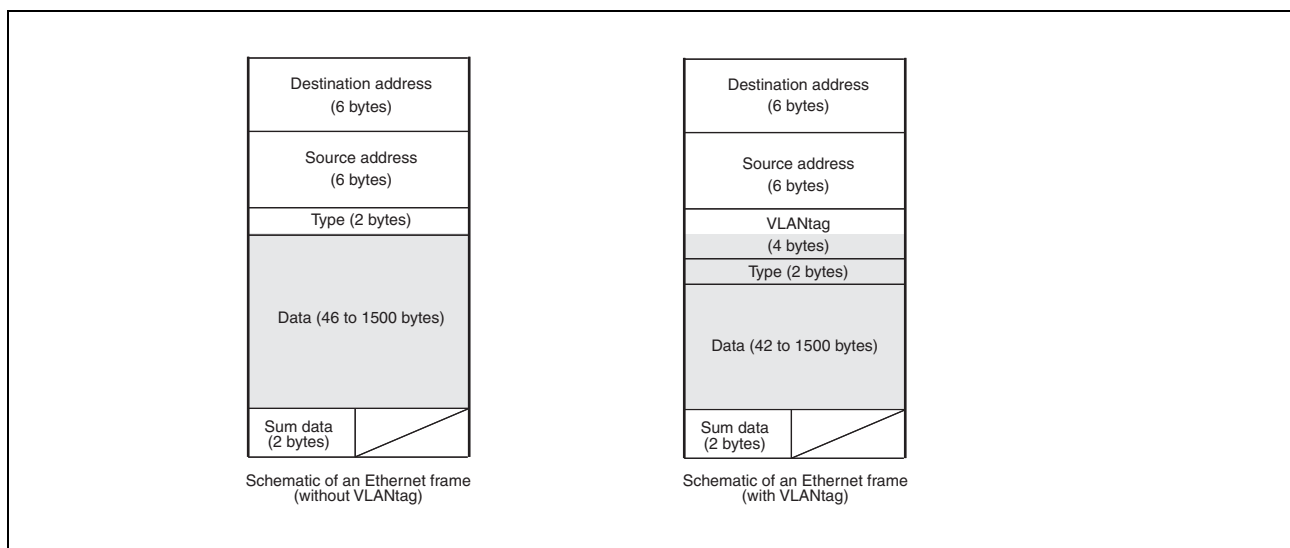 Destination address
(6 bytes)
Source address
(6 bytes)
Type (2 bytes)
Data (46 to 1500 bytes)
Sum data
(2 bytes)
Schematic of an Ethernet frame
(without VLANtag)
Destination address
(6 bytes)
Source address
(6 bytes)
VLANtag
(4 bytes)
Type (2 bytes)
Data (42 to 1500 bytes)
Sum data
(2 bytes)
Schematic of an Ethernet frame
(with VLANtag)